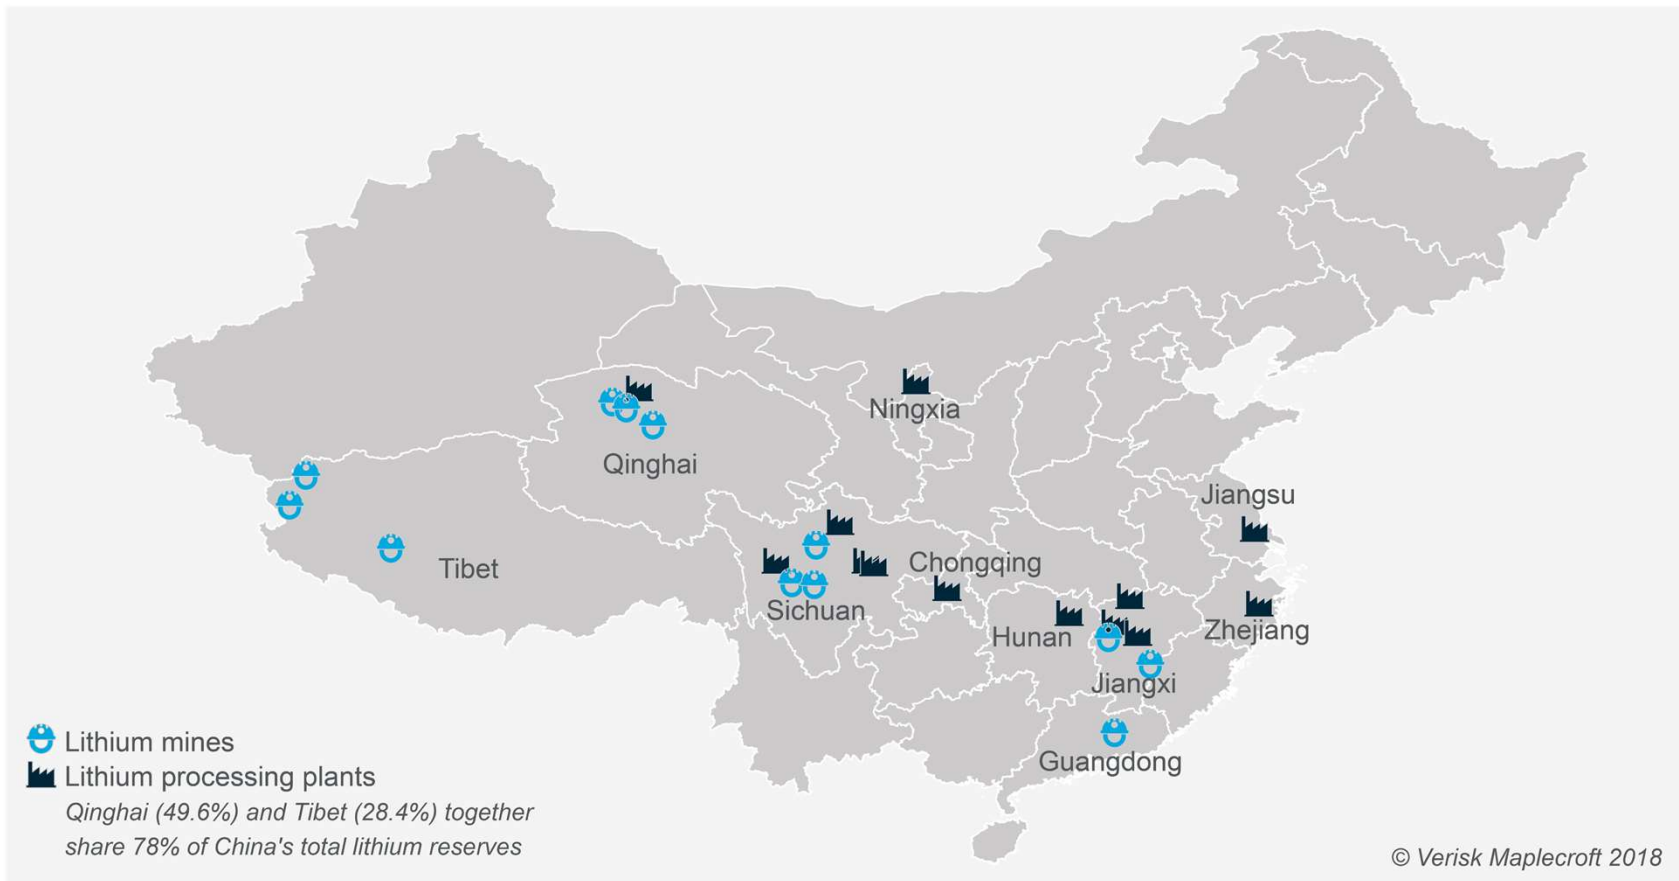 Ningxia
Qinghai
Jiangsu
Chongqing
Tibet
Sichuan
Zhejiang
Hunan
Jiangxi
Guangdong
Lithium mines
Lithium processing plants
Qinghai (49.6%) and Tibet (28.4%) together
share 78% of China's total lithium reserves
© Verisk Maplecroft 2018